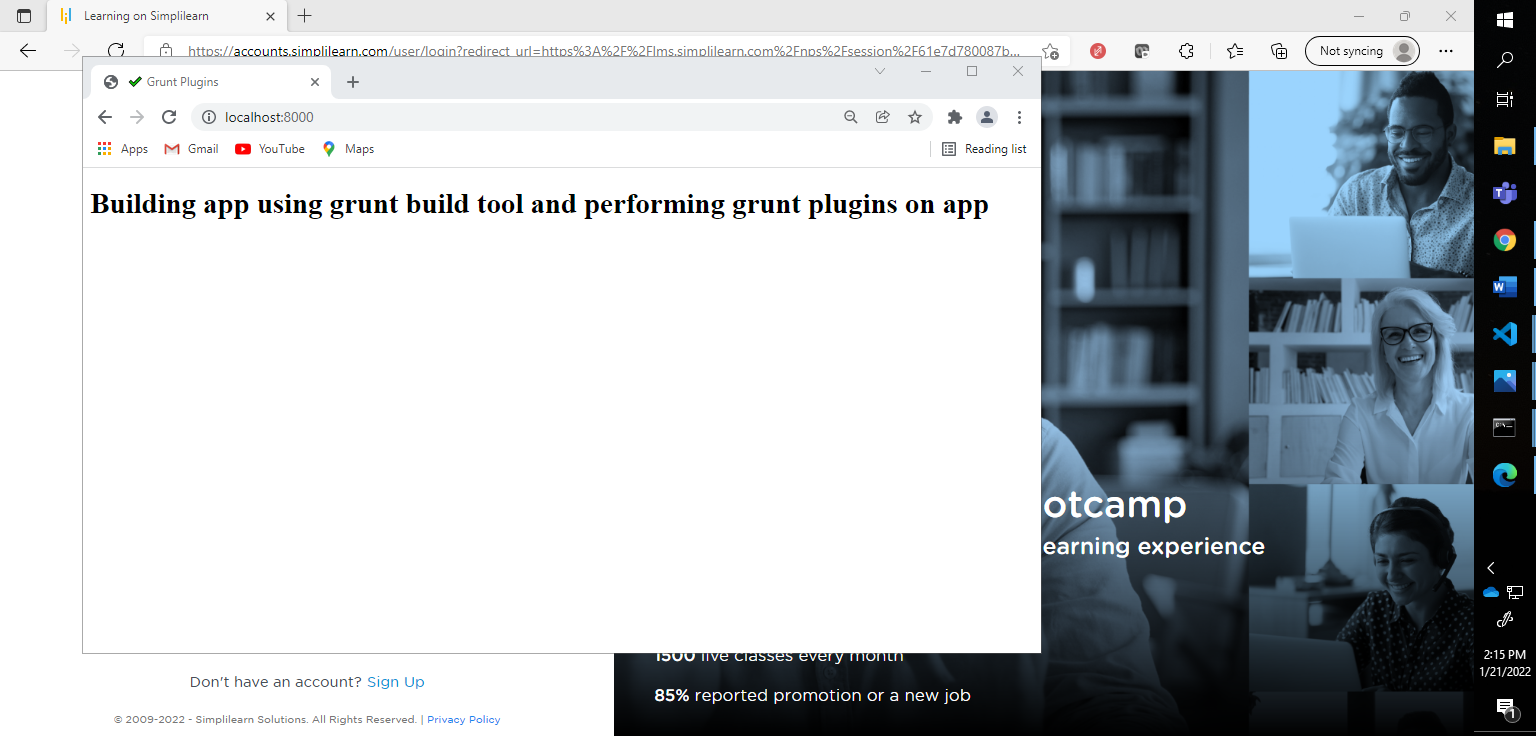 Learning on Simplilearn
https://accounts.simplilearn.com/user/login?redirect_url=https%3A%2F%2Flms.simplilearn.com%2Fnps%2Fsession%2F61e7d780087b...
Not syncing
Grunt Plugins
localhost:8000
Apps Gmail YouTube Maps Reading list
Building app using grunt build tool and performing grunt plugins on app
otcamp
earning experience
1500 live classes every month
85% reported promotion or a new job
Don't have an account? Sign Up
© 2009-2022 - Simplilearn Solutions. All Rights Reserved. | Privacy Policy
2:15 PM
1/21/2022
1